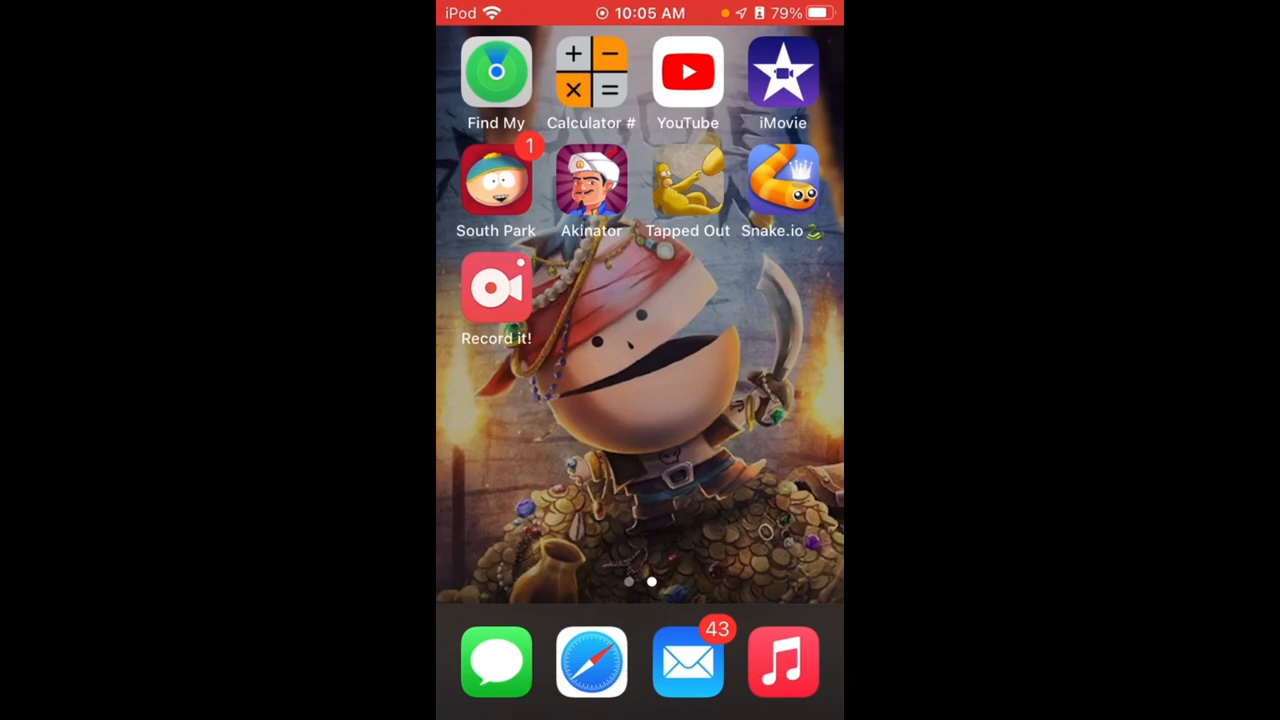 iPod 10:05 AM 79%
Find My Calculator # YouTube iMovie
1
South Park Akinator Tapped Out Snake.io 🐍
Record it!
43